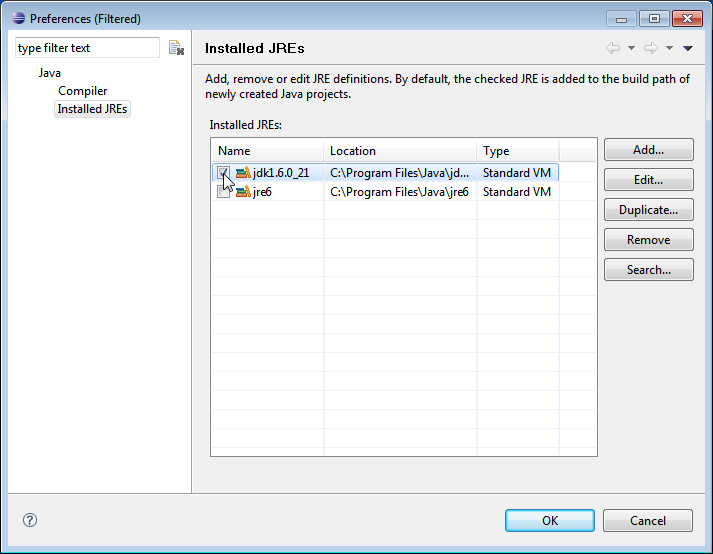 Preferences (Filtered)
type filter text
Java
Compiler
Installed JREs
Installed JREs
Add, remove or edit JRE definitions. By default, the checked JRE is added to the build path of
newly created Java projects.
Installed JREs:
Name Location Type
jdk1.6.0_21 C:\Program Files\Java\jd... Standard VM
jre6 C:\Program Files\Java\jre6 Standard VM
Add...
Edit...
Duplicate...
Remove
Search...
OK Cancel